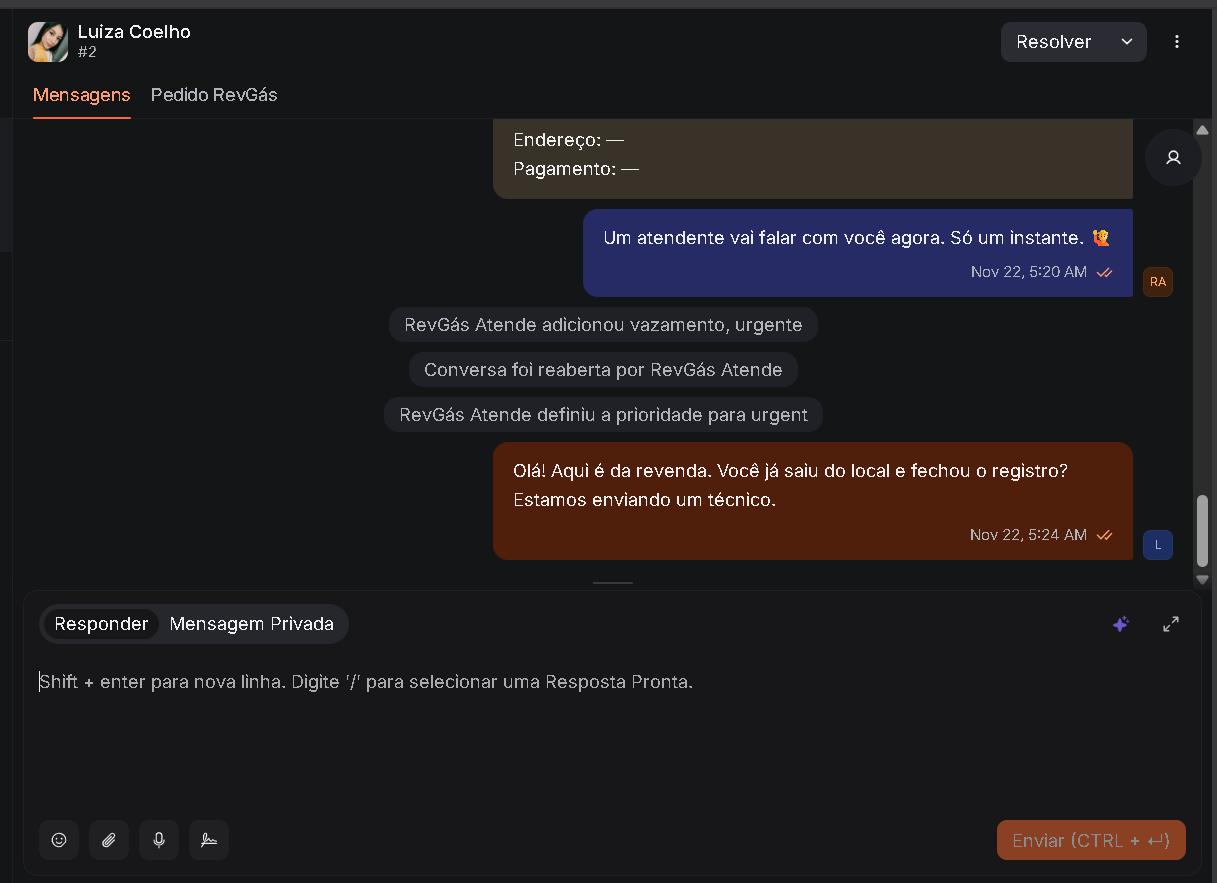 Luiza Coelho
#2
Resolver
Mensagens
Pedido RevGás
Endereço: —
Pagamento: —
Um atendente vai falar com você agora. Só um instante. 🙋
Nov 22, 5:20 AM
RA
RevGás Atende adicionou vazamento, urgente
Conversa foi reaberta por RevGás Atende
RevGás Atende definiu a prioridade para urgent
Olá! Aqui é da revenda. Você já saiu do local e fechou o registro?
Estamos enviando um técnico.
Nov 22, 5:24 AM
L
Responder
Mensagem Privada
Shift + enter para nova linha. Digite '/' para selecionar uma Resposta Pronta.
Enviar (CTRL + ↵)